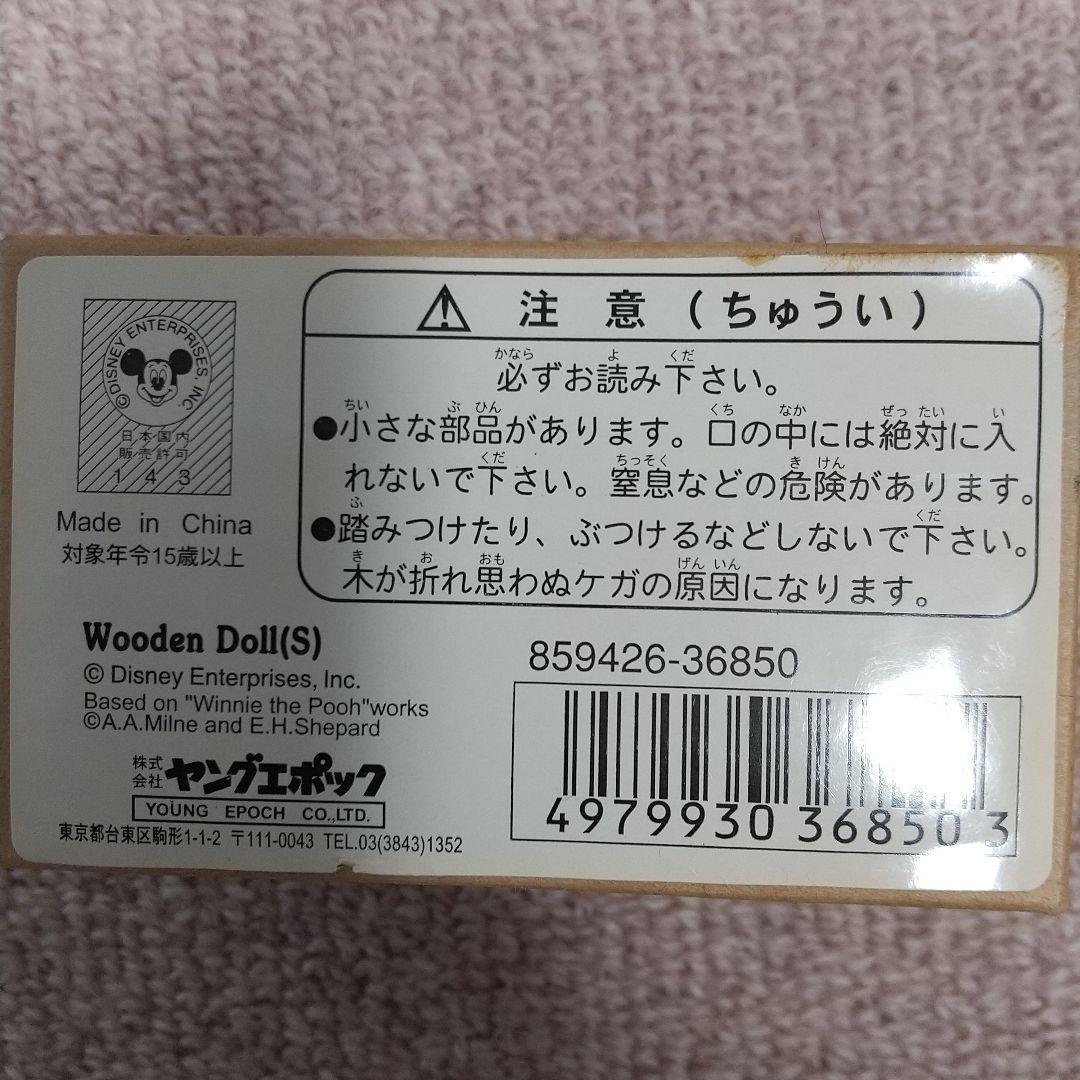 ©DISNEY ENTERPRISES, INC.
日本国内
販売許可
143
Made in China
対象年令15歳以上
注意(ちゅうい)
かなら よ くだ
必ずお読み下さい。
ちい ぶ ひん くち なか ぜっ たい い
●小さな部品があります。口の中には絶対に入
くだ ちっそく き けん
れないで下さい。窒息などの危険があります。
ふ くだ
●踏みつけたり、ぶつけるなどしないで下さい。
き お おも げん いん
木が折れ思わぬケガの原因になります。
Wooden Doll(S)
© Disney Enterprises, Inc.
Based on "Winnie the Pooh"works
©A.A.Milne and E.H.Shepard
株式会社 ヤングエポック
YOUNG EPOCH CO.,LTD.
東京都台東区駒形1-1-2 〒111-0043 TEL.03(3843)1352
859426-36850
4979930368503